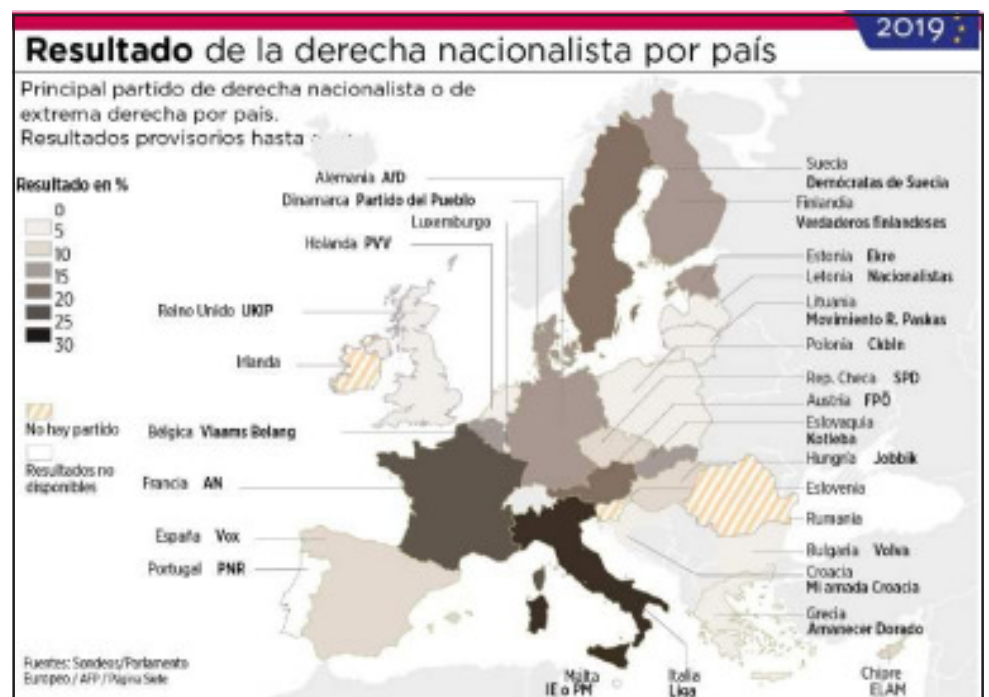 2019
Resultado de la derecha nacionalista por país
Principal partido de derecha nacionalista o de
extrema derecha por país.
Resultados provisorios hasta
Resultado en %
0
5
10
15
20
25
30
No hay partido
Resultados no
disponibles
Alemania AfD
Dinamarca Partido del Pueblo
Luxemburgo
Holanda PVV
Reino Unido UKIP
Irlanda
Bélgica Vlaams Belang
Francia AN
España Vox
Portugal PNR
Suecia
Demócratas de Suecia
Finlandia
Verdaderos finlandeses
Estonia Ekre
Letonia Nacionalistas
Lituania
Movimiento R. Paskas
Polonia
Rep. Checa SPD
Austria FPÖ
Eslovaquia
Kotleba
Hungría Jobbik
Eslovenia
Rumania
Bulgaria Volva
Croacia
Mi amada Croacia
Grecia
Amanecer Dorado
Chipre
ELAM
Italia
Liga
Malta
IE o PM
Fuentes: Sondeos/Parlamento
Europeo / AFP / Página Siete